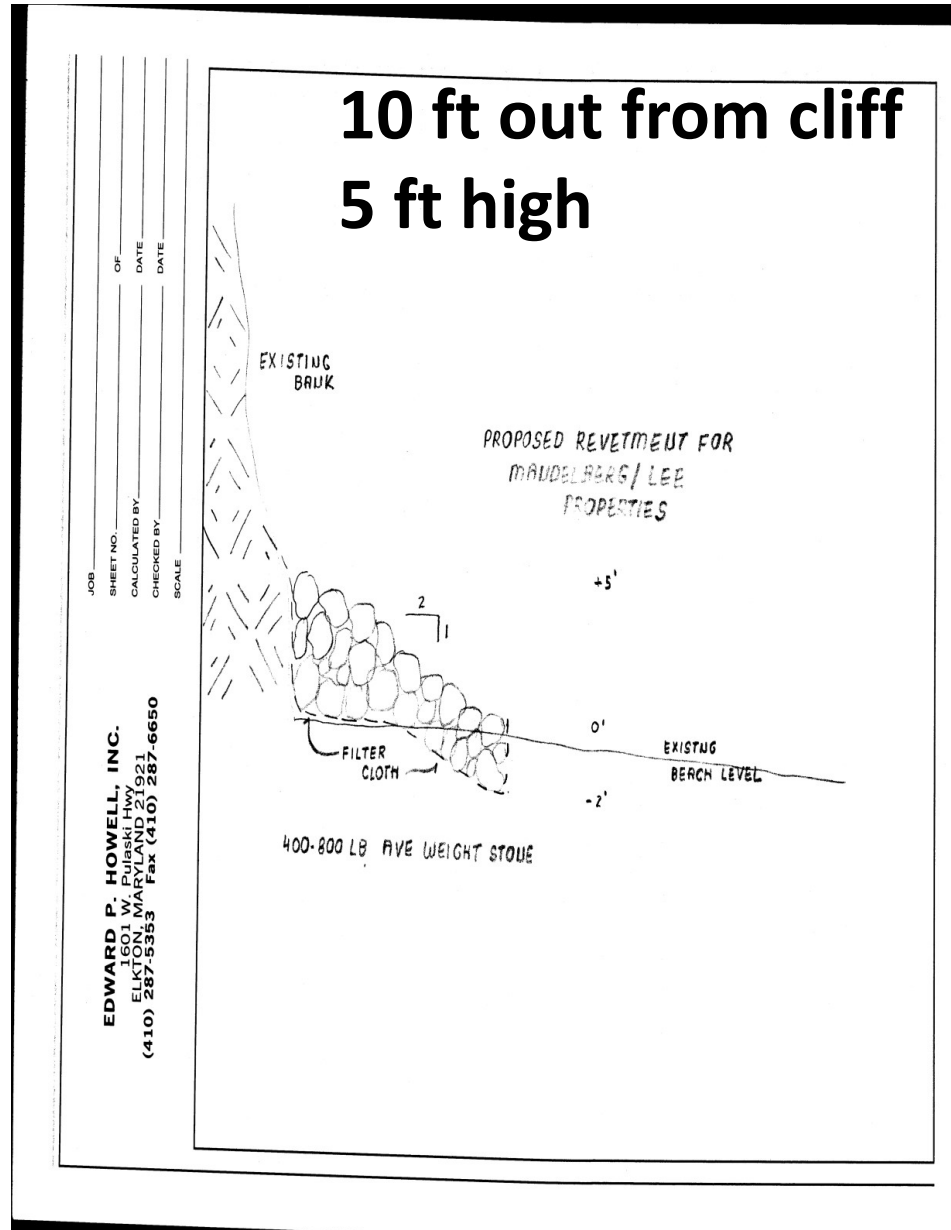 10 ft out from cliff
5 ft high
EXISTING
BANK
PROPOSED REVETMENT FOR
MANDELBERG/LEE
PROPERTIES
+5'
2
1
0'
FILTER
CLOTH
EXISTNG
BEACH LEVEL
-2'
400-800 LB AVE WEIGHT STONE
JOB
SHEET NO. OF
CALCULATED BY DATE
CHECKED BY DATE
SCALE
EDWARD P. HOWELL, INC.
1601 W. Pulaski Hwy
ELKTON, MARYLAND 21921
(410) 287-5353 Fax (410) 287-6650